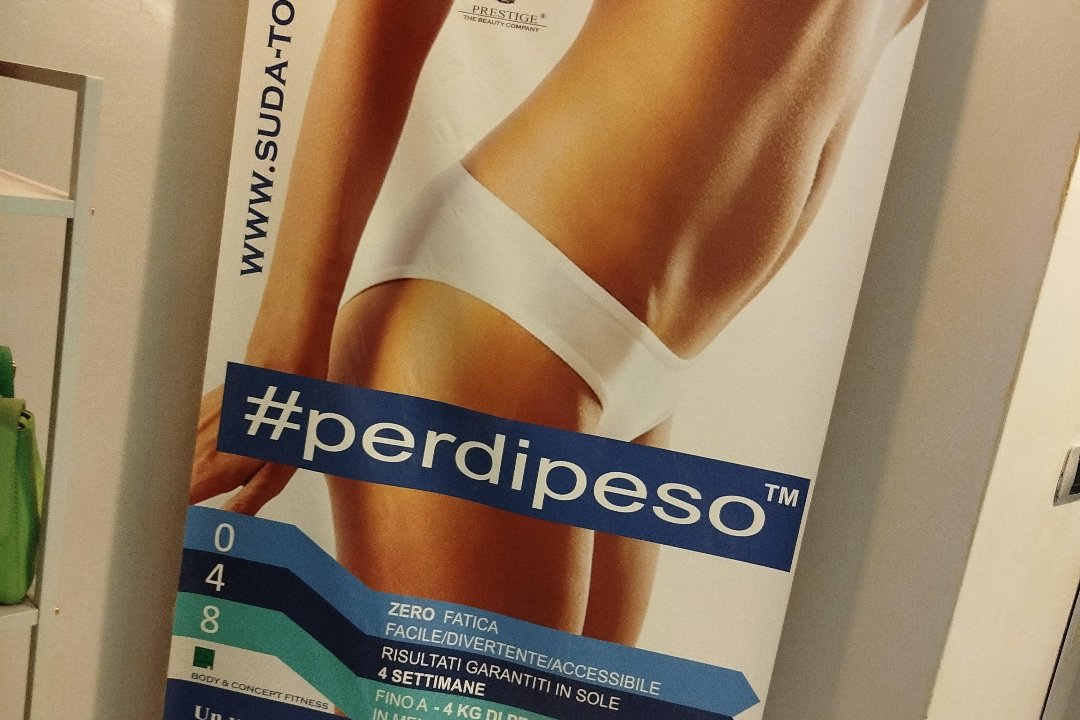 PRESTIGE®
THE BEAUTY COMPANY
WWW.SUDA-TO
#perdipeso™
0
4
8
ZERO FATICA
FACILE/DIVERTENTE/ACCESSIBILE
RISULTATI GARANTITI IN SOLE
4 SETTIMANE
FINO A - 4 KG DI
BODY & CONCEPT FITNESS
Un